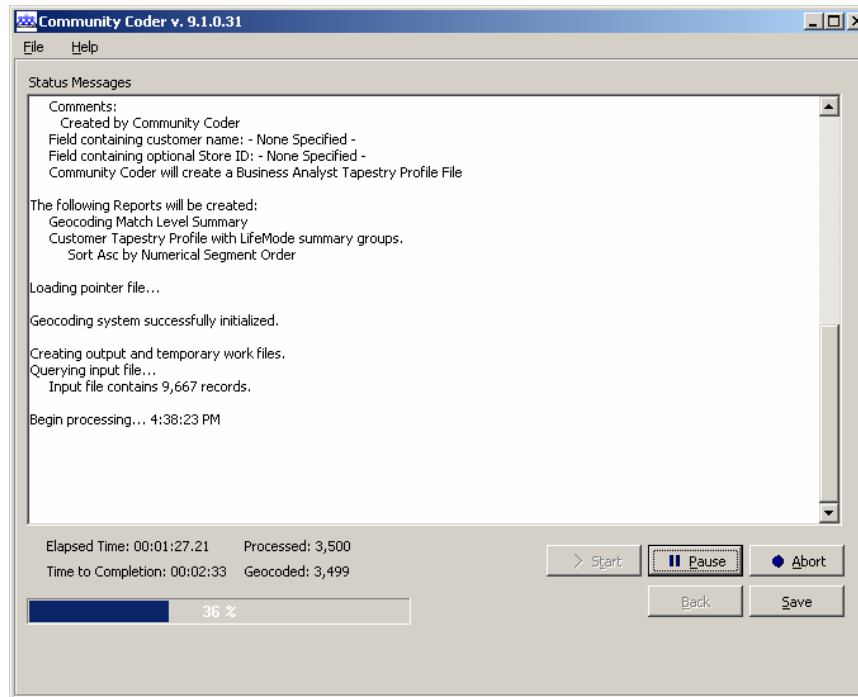 Community Coder v. 9.1.0.31
File Help
Status Messages
Comments:
Created by Community Coder
Field containing customer name: - None Specified -
Field containing optional Store ID: - None Specified -
Community Coder will create a Business Analyst Tapestry Profile File
The following Reports will be created:
Geocoding Match Level Summary
Customer Tapestry Profile with LifeMode summary groups.
Sort Asc by Numerical Segment Order
Loading pointer file...
Geocoding system successfully initialized.
Creating output and temporary work files.
Querying input file...
Input file contains 9,667 records.
Begin processing... 4:38:23 PM
Elapsed Time: 00:01:27.21 Processed: 3,500
Time to Completion: 00:02:33 Geocoded: 3,499
Start Pause Abort
36 %
Back Save